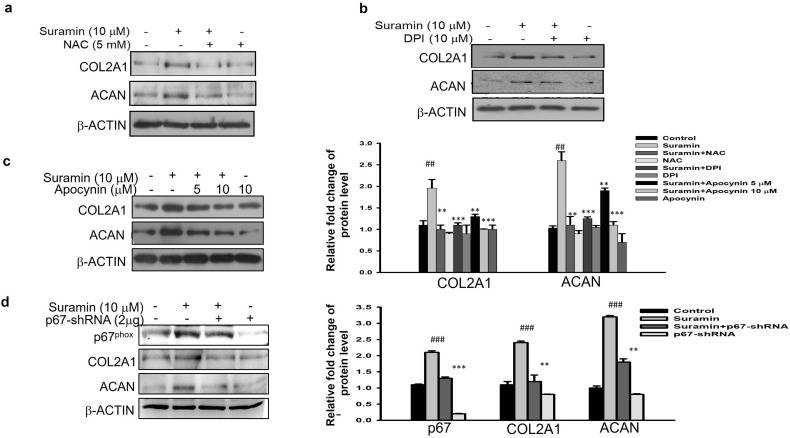 a
Suramin (10 μM) - + + -
NAC (5 mM) - - + +
COL2A1
ACAN
β-ACTIN
b
Suramin (10 μM) - + + -
DPI (10 μM) - - + +
COL2A1
ACAN
β-ACTIN
c
Suramin (10 μM) - + + + -
Apocynin (μM) - - 5 10 10
COL2A1
ACAN
β-ACTIN
Relative fold change of
protein level
3.0
2.5
2.0
1.5
1.0
0.5
0.0
## ** *** ** ***
## ** *** ** ***
COL2A1 ACAN
Control
Suramin
Suramin+NAC
NAC
Suramin+DPI
DPI
Suramin+Apocynin 5 μM
Suramin+Apocynin 10 μM
Apocynin
d
Suramin (10 μM) - + + -
p67-shRNA (2μg) - - + +
p67phox
COL2A1
ACAN
β-ACTIN
Relative fold change of
protein level
3.5
3.0
2.5
2.0
1.5
1.0
0.5
0.0
### ***
### **
### **
p67 COL2A1 ACAN
Control
Suramin
Suramin+p67-shRNA
p67-shRNA